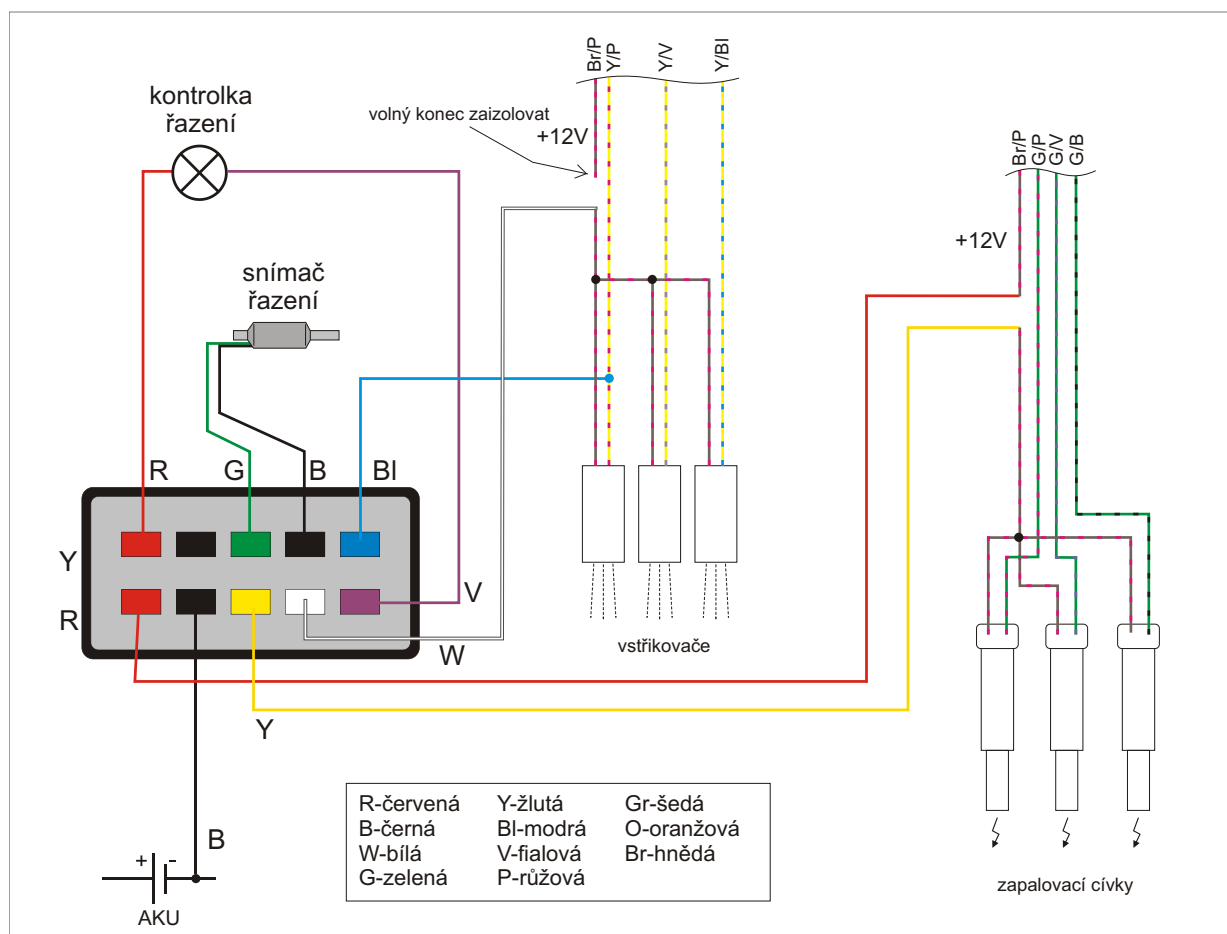 kontrolka
řazení
volný konec zaizolovat
+12V
Br/P
Y/P
Y/V
Y/Bl
Br/P
G/P
G/V
G/B
+12V
snímač
řazení
R
G
B
Bl
Y
R
V
W
Y
B
vstřikovače
+
-
AKU
R-červená
B-černá
W-bílá
G-zelená
Y-žlutá
Bl-modrá
V-fialová
P-růžová
Gr-šedá
O-oranžová
Br-hnědá
zapalovací cívky